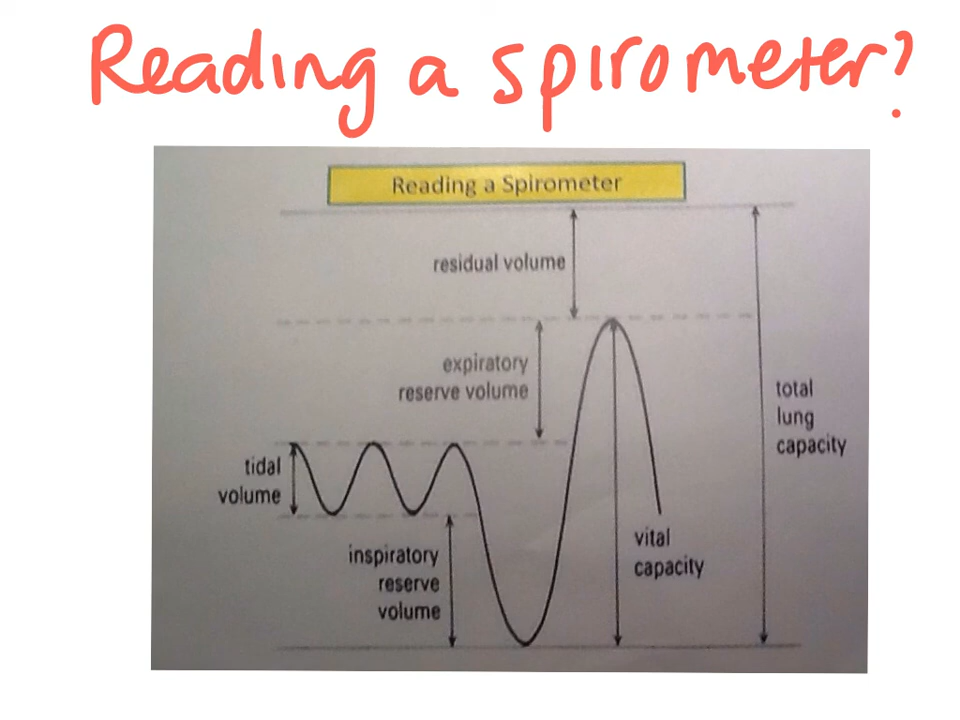 Reading a spirometer?
Reading a Spirometer
residual volume
expiratory
reserve volume
total
lung
capacity
tidal
volume
inspiratory
reserve
volume
vital
capacity